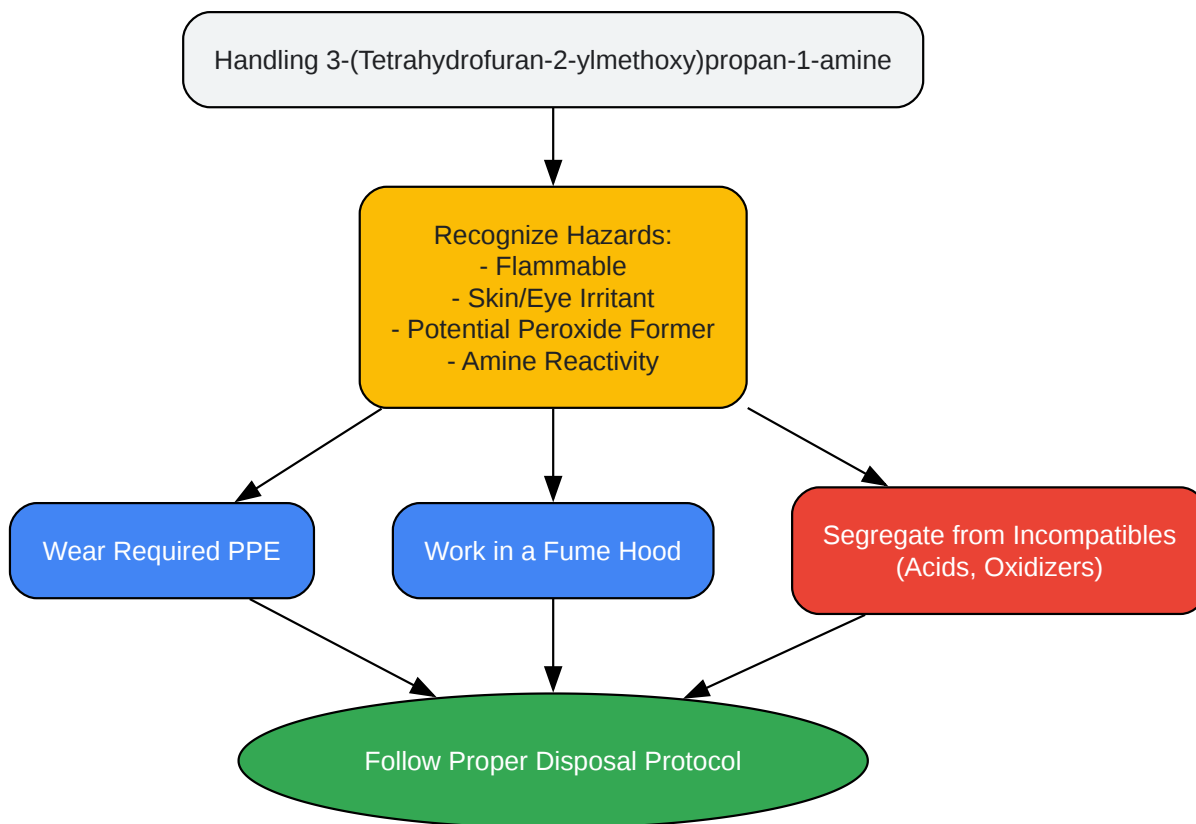 Handling 3-(Tetrahydrofuran-2-ylmethoxy)propan-1-amine
Recognize Hazards:
- Flammable
- Skin/Eye Irritant
- Potential Peroxide Former
- Amine Reactivity
Wear Required PPE
Work in a Fume Hood
Segregate from Incompatibles
(Acids, Oxidizers)
Follow Proper Disposal Protocol